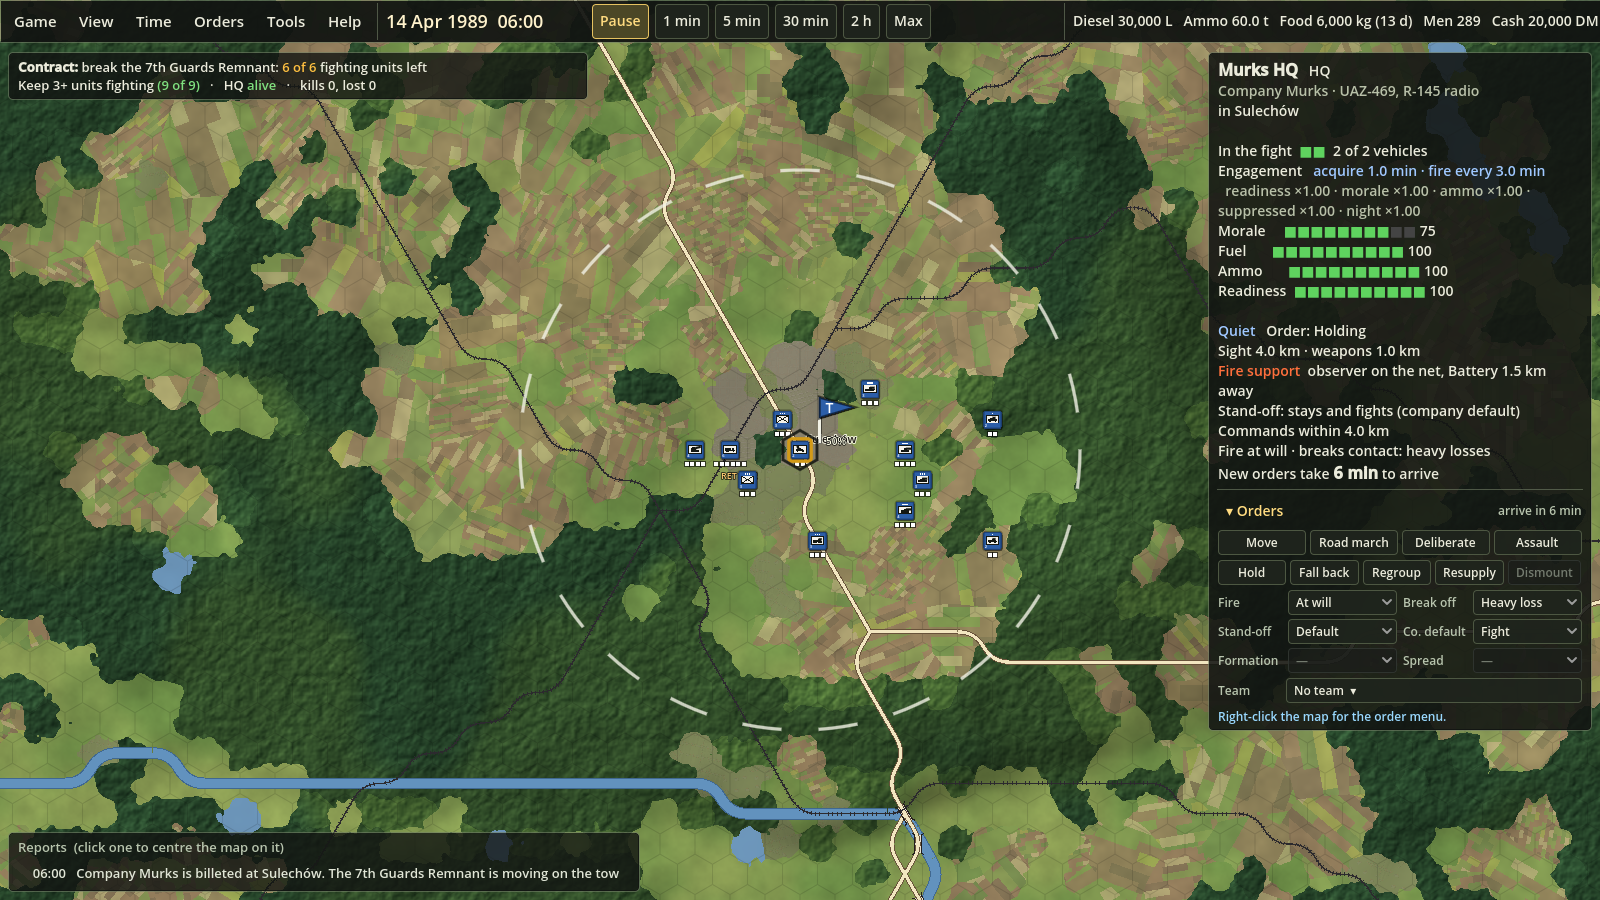 Game View Time Orders Tools Help 14 Apr 1989 06:00 Pause 1 min 5 min 30 min 2 h Max Diesel 30,000 L Ammo 60.0 t Food 6,000 kg (13 d) Men 289 Cash 20,000 DM
Contract: break the 7th Guards Remnant: 6 of 6 fighting units left
Keep 3+ units fighting (9 of 9) · HQ alive · kills 0, lost 0
T
RET
Murks HQ HQ
Company Murks · UAZ-469, R-145 radio
in Sulechów
In the fight 2 of 2 vehicles
Engagement acquire 1.0 min · fire every 3.0 min
readiness ×1.00 · morale ×1.00 · ammo ×1.00 ·
suppressed ×1.00 · night ×1.00
Morale 75
Fuel 100
Ammo 100
Readiness 100
Quiet Order: Holding
Sight 4.0 km · weapons 1.0 km
Fire support observer on the net, Battery 1.5 km
away
Stand-off: stays and fights (company default)
Commands within 4.0 km
Fire at will · breaks contact: heavy losses
New orders take 6 min to arrive
▾ Orders arrive in 6 min
Move Road march Deliberate Assault
Hold Fall back Regroup Resupply Dismount
Fire At will Break off Heavy loss
Stand-off Default Co. default Fight
Formation — Spread —
Team No team ▾
Right-click the map for the order menu.
Reports (click one to centre the map on it)
06:00 Company Murks is billeted at Sulechów. The 7th Guards Remnant is moving on the tow